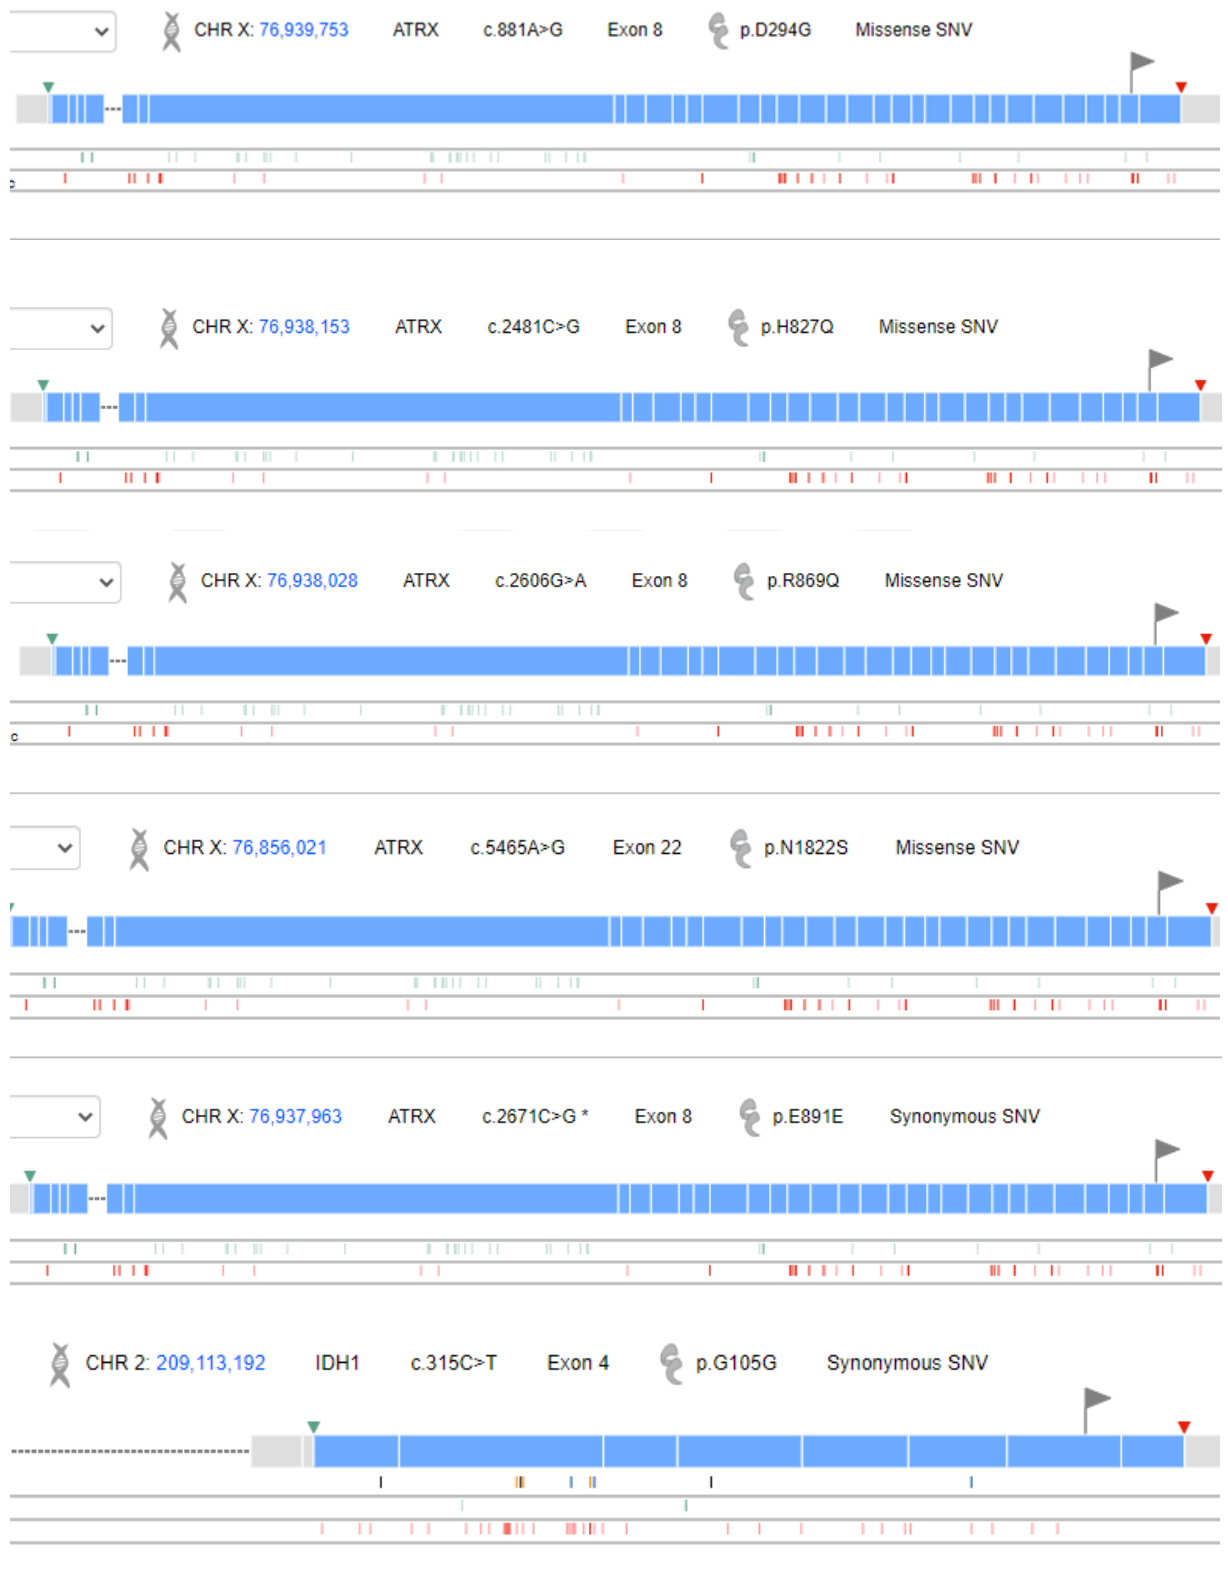 CHR X: 76,939,753 ATRX c.881A>G Exon 8 p.D294G Missense SNV
c
CHR X: 76,938,153 ATRX c.2481C>G Exon 8 p.H827Q Missense SNV
CHR X: 76,938,028 ATRX c.2606G>A Exon 8 p.R869Q Missense SNV
c
CHR X: 76,856,021 ATRX c.5465A>G Exon 22 p.N1822S Missense SNV
CHR X: 76,937,963 ATRX c.2671C>G * Exon 8 p.E891E Synonymous SNV
CHR 2: 209,113,192 IDH1 c.315C>T Exon 4 p.G105G Synonymous SNV